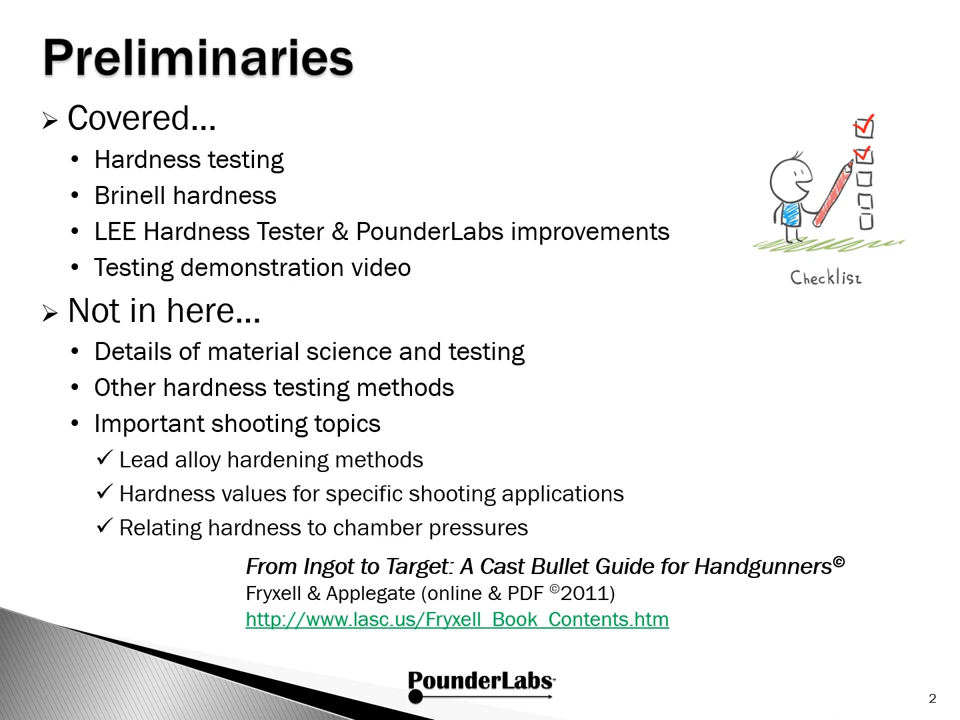 Preliminaries
Covered…
Hardness testing
Brinell hardness
LEE Hardness Tester & PounderLabs improvements
Testing demonstration video
Checklist
Not in here…
Details of material science and testing
Other hardness testing methods
Important shooting topics
Lead alloy hardening methods
Hardness values for specific shooting applications
Relating hardness to chamber pressures
From Ingot to Target: A Cast Bullet Guide for Handgunners©
Fryxell & Applegate (online & PDF ©2011)
http://www.lasc.us/Fryxell_Book_Contents.htm
PounderLabs™
2